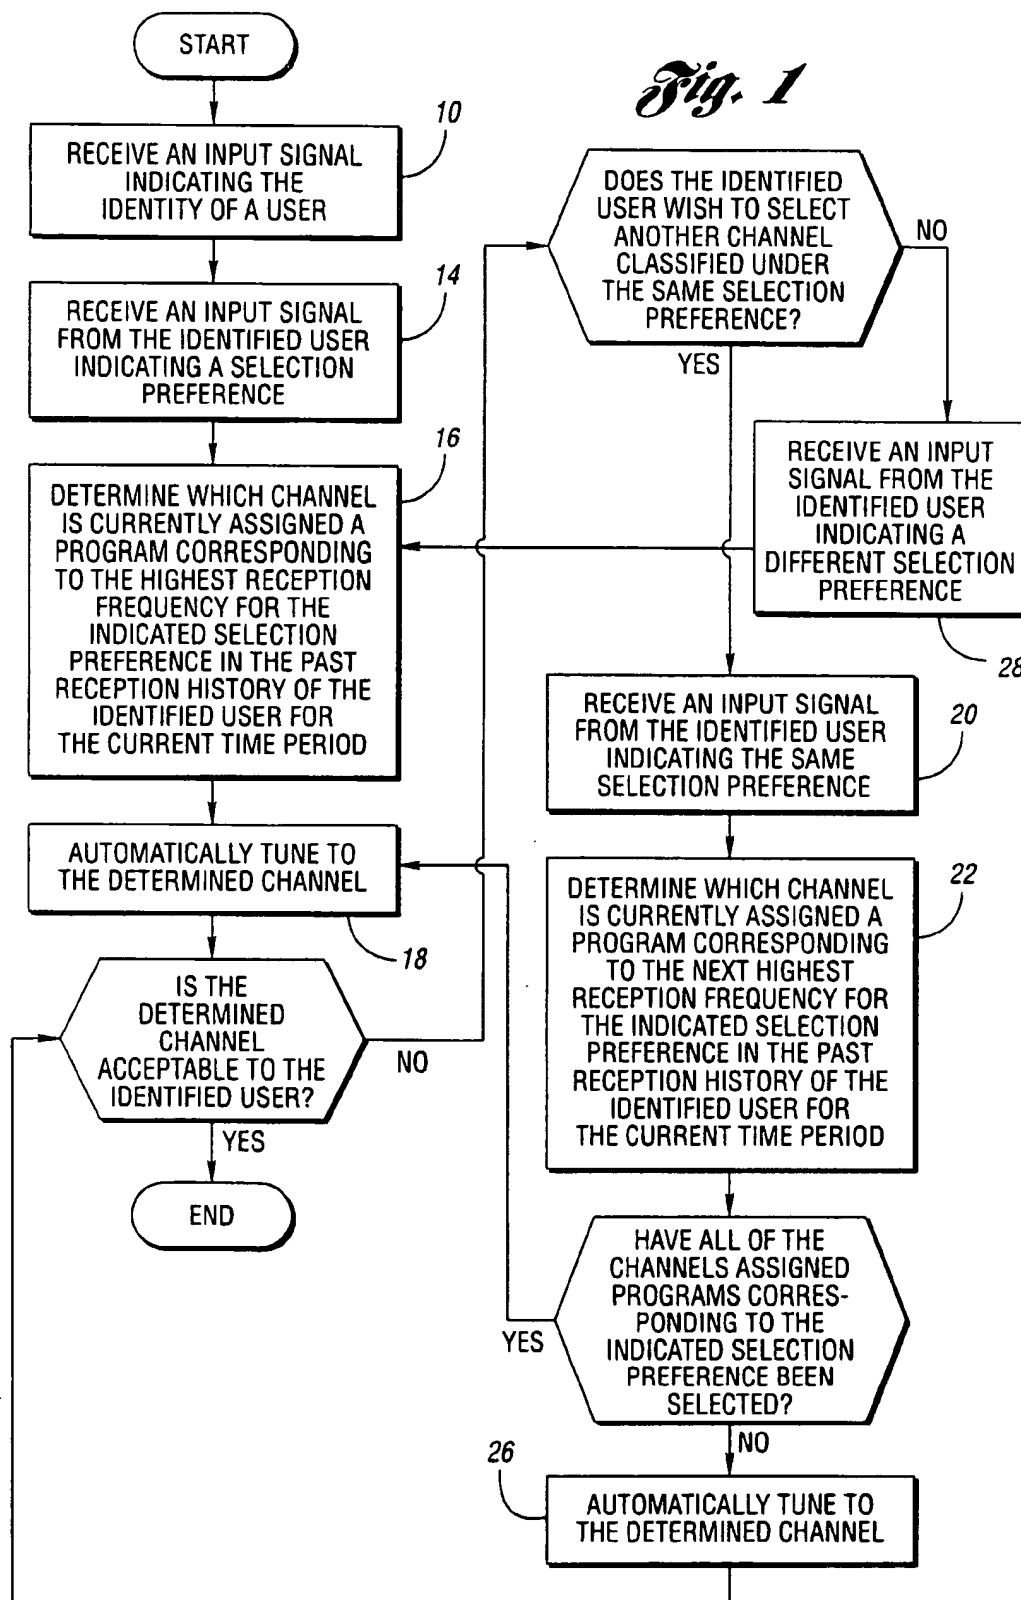 Fig. 1
START
10
RECEIVE AN INPUT SIGNAL
INDICATING THE
IDENTITY OF A USER
14
RECEIVE AN INPUT SIGNAL
FROM THE IDENTIFIED USER
INDICATING A SELECTION
PREFERENCE
16
DETERMINE WHICH CHANNEL
IS CURRENTLY ASSIGNED A
PROGRAM CORRESPONDING
TO THE HIGHEST RECEPTION
FREQUENCY FOR THE
INDICATED SELECTION
PREFERENCE IN THE PAST
RECEPTION HISTORY OF THE
IDENTIFIED USER FOR
THE CURRENT TIME PERIOD
AUTOMATICALLY TUNE TO
THE DETERMINED CHANNEL
18
IS THE
DETERMINED
CHANNEL
ACCEPTABLE TO THE
IDENTIFIED USER?
NO
YES
END
DOES THE IDENTIFIED
USER WISH TO SELECT
ANOTHER CHANNEL
CLASSIFIED UNDER
THE SAME SELECTION
PREFERENCE?
NO
YES
RECEIVE AN INPUT
SIGNAL FROM THE
IDENTIFIED USER
INDICATING A
DIFFERENT SELECTION
PREFERENCE
28
RECEIVE AN INPUT SIGNAL
FROM THE IDENTIFIED USER
INDICATING THE SAME
SELECTION PREFERENCE
20
DETERMINE WHICH CHANNEL
IS CURRENTLY ASSIGNED A
PROGRAM CORRESPONDING
TO THE NEXT HIGHEST
RECEPTION FREQUENCY FOR
THE INDICATED SELECTION
PREFERENCE IN THE PAST
RECEPTION HISTORY OF THE
IDENTIFIED USER FOR
THE CURRENT TIME PERIOD
22
HAVE ALL OF THE
CHANNELS ASSIGNED
PROGRAMS CORRES-
PONDING TO THE
INDICATED SELECTION
PREFERENCE BEEN
SELECTED?
YES
NO
26
AUTOMATICALLY TUNE TO
THE DETERMINED CHANNEL